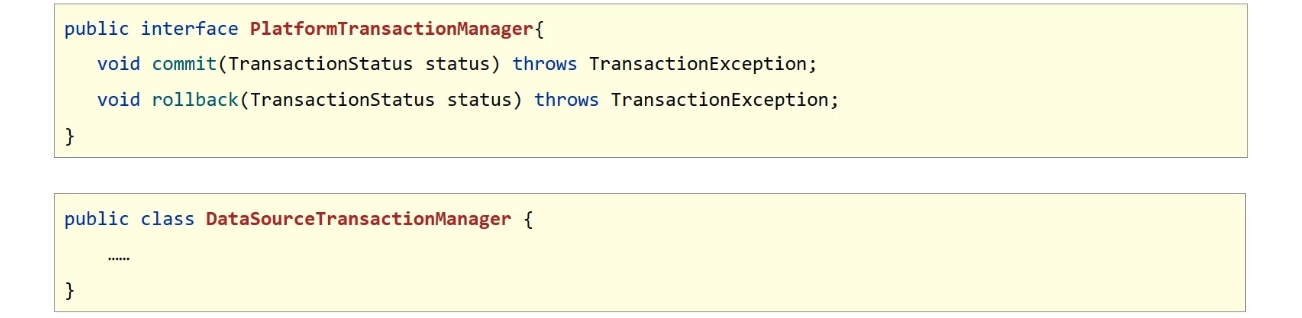 public interface PlatformTransactionManager{
void commit(TransactionStatus status) throws TransactionException;
void rollback(TransactionStatus status) throws TransactionException;
}
public class DataSourceTransactionManager {
……
}